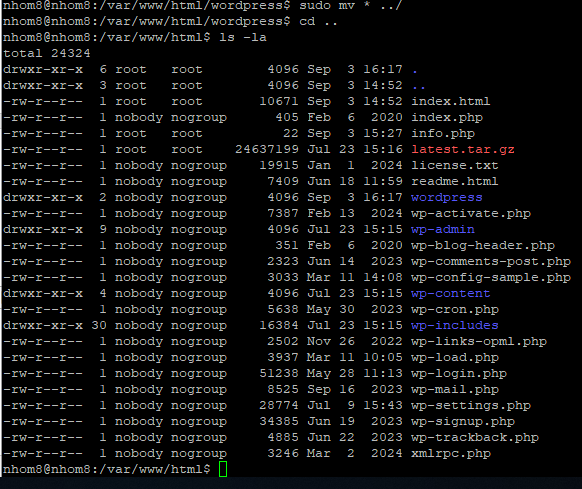 nhom8@nhom8:/var/www/html/wordpress$ sudo mv * ../
nhom8@nhom8:/var/www/html/wordpress$ cd ..
nhom8@nhom8:/var/www/html$ ls -la
total 24324
drwxr-xr-x  6 root   root        4096 Sep  3 16:17 .
drwxr-xr-x  3 root   root        4096 Sep  3 14:52 ..
-rw-r--r--  1 root   root       10671 Sep  3 14:52 index.html
-rw-r--r--  1 nobody nogroup      405 Feb  6  2020 index.php
-rw-r--r--  1 root   root          22 Sep  3 15:27 info.php
-rw-r--r--  1 root   root    24637199 Jul 23 15:16 latest.tar.gz
-rw-r--r--  1 nobody nogroup    19915 Jan  1  2024 license.txt
-rw-r--r--  1 nobody nogroup     7409 Jun 18 11:59 readme.html
drwxr-xr-x  2 nobody nogroup     4096 Sep  3 16:17 wordpress
-rw-r--r--  1 nobody nogroup     7387 Feb 13  2024 wp-activate.php
drwxr-xr-x  9 nobody nogroup     4096 Jul 23 15:15 wp-admin
-rw-r--r--  1 nobody nogroup      351 Feb  6  2020 wp-blog-header.php
-rw-r--r--  1 nobody nogroup     2323 Jun 14  2023 wp-comments-post.php
-rw-r--r--  1 nobody nogroup     3033 Mar 11 14:08 wp-config-sample.php
drwxr-xr-x  4 nobody nogroup     4096 Jul 23 15:15 wp-content
-rw-r--r--  1 nobody nogroup     5638 May 30  2023 wp-cron.php
drwxr-xr-x 30 nobody nogroup    16384 Jul 23 15:15 wp-includes
-rw-r--r--  1 nobody nogroup     2502 Nov 26  2022 wp-links-opml.php
-rw-r--r--  1 nobody nogroup     3937 Mar 11 10:05 wp-load.php
-rw-r--r--  1 nobody nogroup    51238 May 28 11:13 wp-login.php
-rw-r--r--  1 nobody nogroup     8525 Sep 16  2023 wp-mail.php
-rw-r--r--  1 nobody nogroup    28774 Jul  9 15:43 wp-settings.php
-rw-r--r--  1 nobody nogroup    34385 Jun 19  2023 wp-signup.php
-rw-r--r--  1 nobody nogroup     4885 Jun 22  2023 wp-trackback.php
-rw-r--r--  1 nobody nogroup     3246 Mar  2  2024 xmlrpc.php
nhom8@nhom8:/var/www/html$